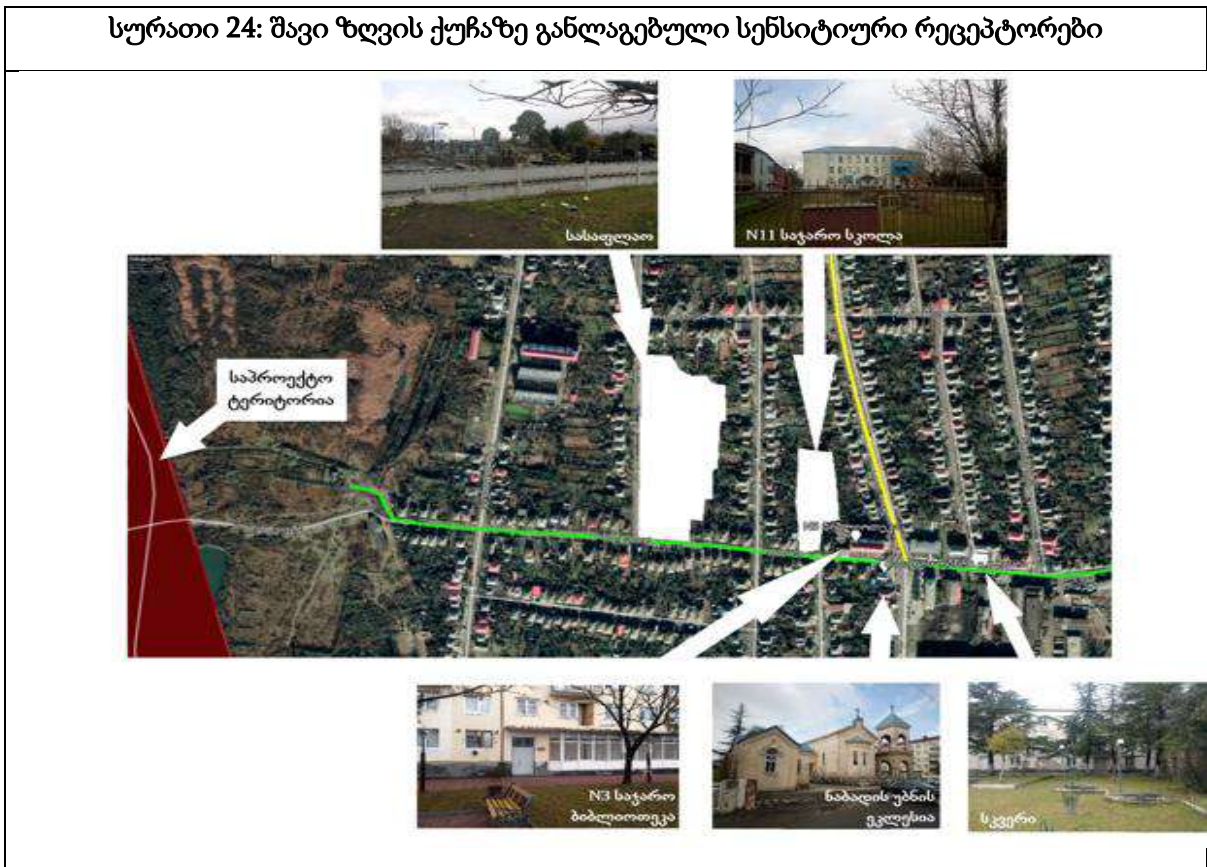 სურათი 24: შავი ზღვის ქუჩაზე განლაგებული სენსიტიური რეცეპტორები
სასაფლაო
N11 საჯარო სკოლა
საპროექტო
ტერიტორია
N3 საჯარო
ბიბლიოთეკა
ნაბადის უბნის
ეკლესია
სკვერი